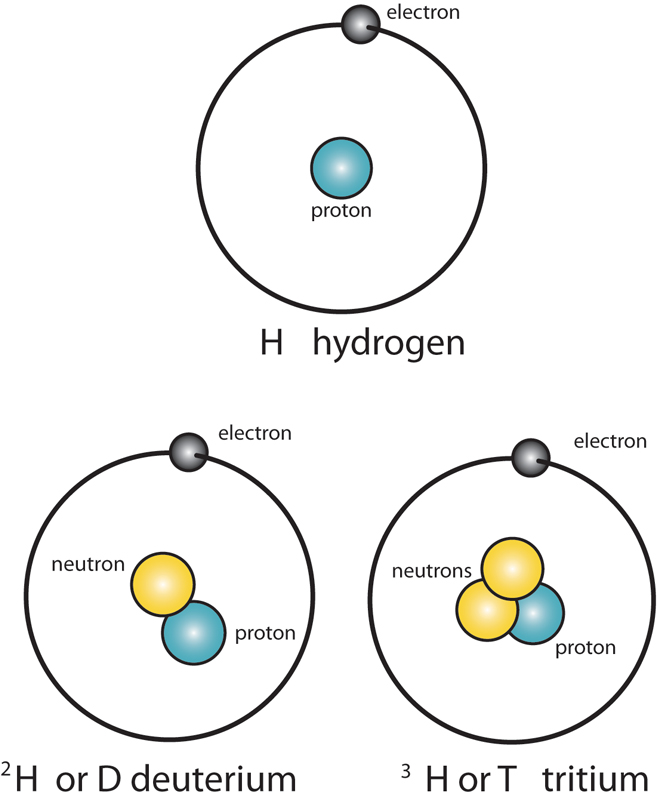 electron
proton
H hydrogen
electron
neutron
proton
²H or D deuterium
electron
neutrons
proton
³ H or T tritium